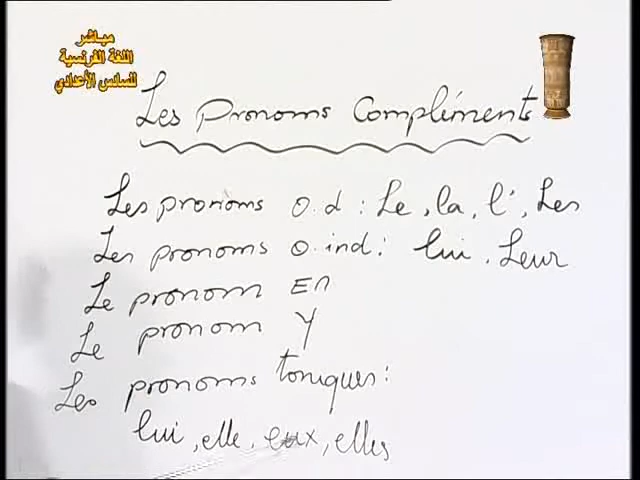 مباشر
اللغة الفرنسية
للسادس الأعدادي
Les Pronoms Compléments
Les pronoms o.d : Le, la, l', Les
Les pronoms o.ind : lui, Leur
Le pronom En
Le pronom Y
Les pronoms toniques :
lui, elle, eux, elles